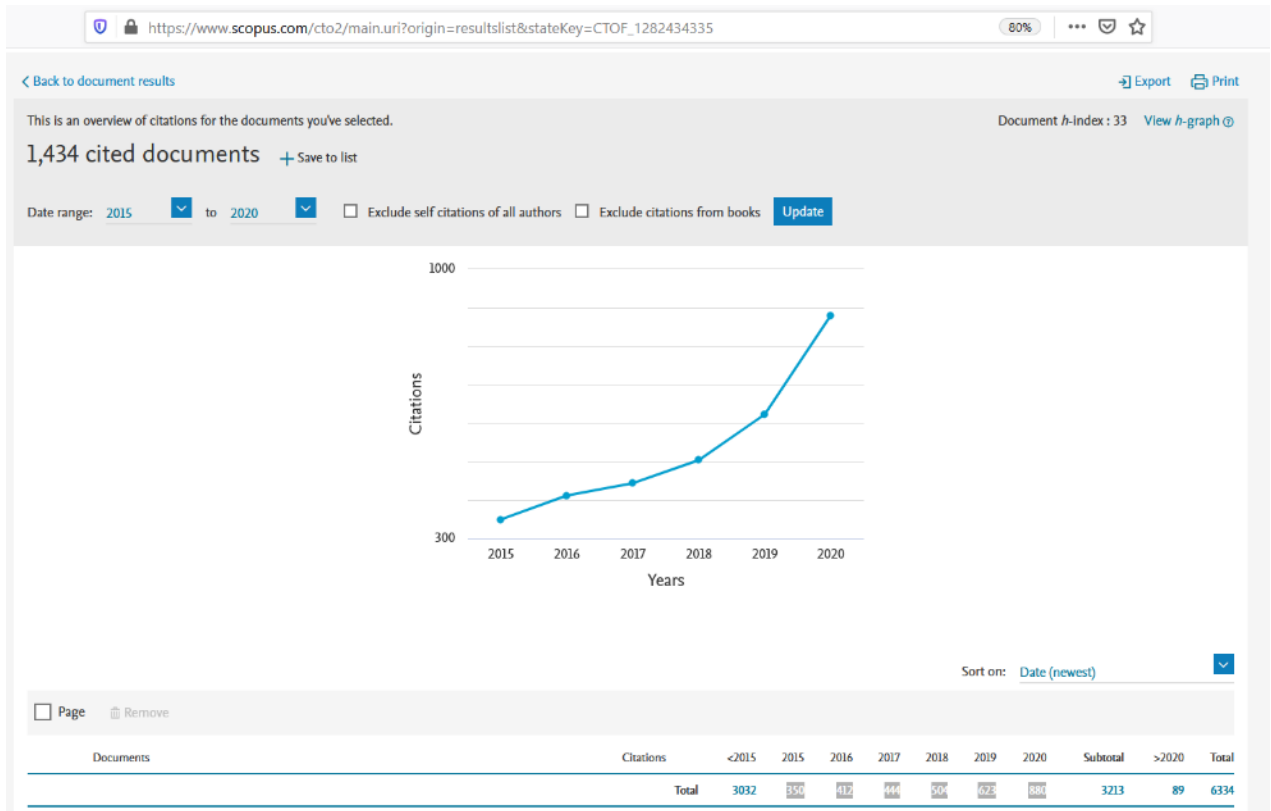 https://www.scopus.com/cto2/main.uri?origin=resultslist&stateKey=CTOF_1282434335 80%
Back to document results Export Print
This is an overview of citations for the documents you've selected. Document h-index : 33 View h-graph
1,434 cited documents + Save to list
Date range: 2015 to 2020 Exclude self citations of all authors Exclude citations from books Update
1000
Citations
300
2015 2016 2017 2018 2019 2020
Years
Sort on: Date (newest)
Page Remove
Documents Citations <2015 2015 2016 2017 2018 2019 2020 Subtotal >2020 Total
Total 3032 350 412 444 504 623 880 3213 89 6334